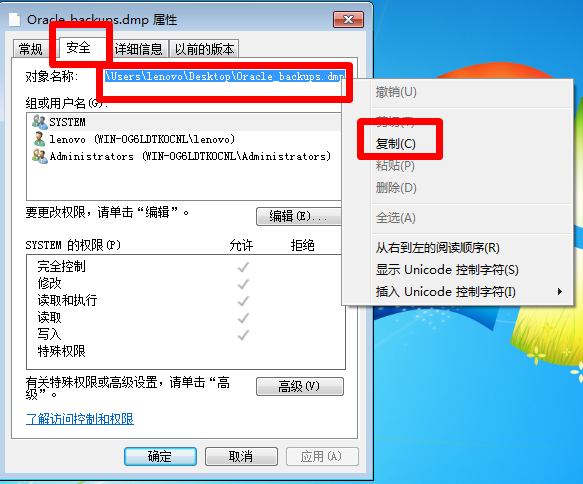 Oracle_backups.dmp 属性
常规 安全 详细信息 以前的版本
对象名称: \Users\lenovo\Desktop\Oracle_backups.dmp
组或用户名(G):
SYSTEM
lenovo (WIN-OG6LDTKOCNL\lenovo)
Administrators (WIN-OG6LDTKOCNL\Administrators)
要更改权限，请单击“编辑”。 编辑(E)...
SYSTEM 的权限(P) 允许 拒绝
完全控制
修改
读取和执行
读取
写入
特殊权限
有关特殊权限或高级设置，请单击“高
级”。
高级(V)
了解访问控制和权限
确定 取消 应用(A)
撤销(U)
复制(C)
粘贴(P)
删除(D)
全选(A)
从右到左的阅读顺序(R)
显示 Unicode 控制字符(S)
插入 Unicode 控制字符(I)